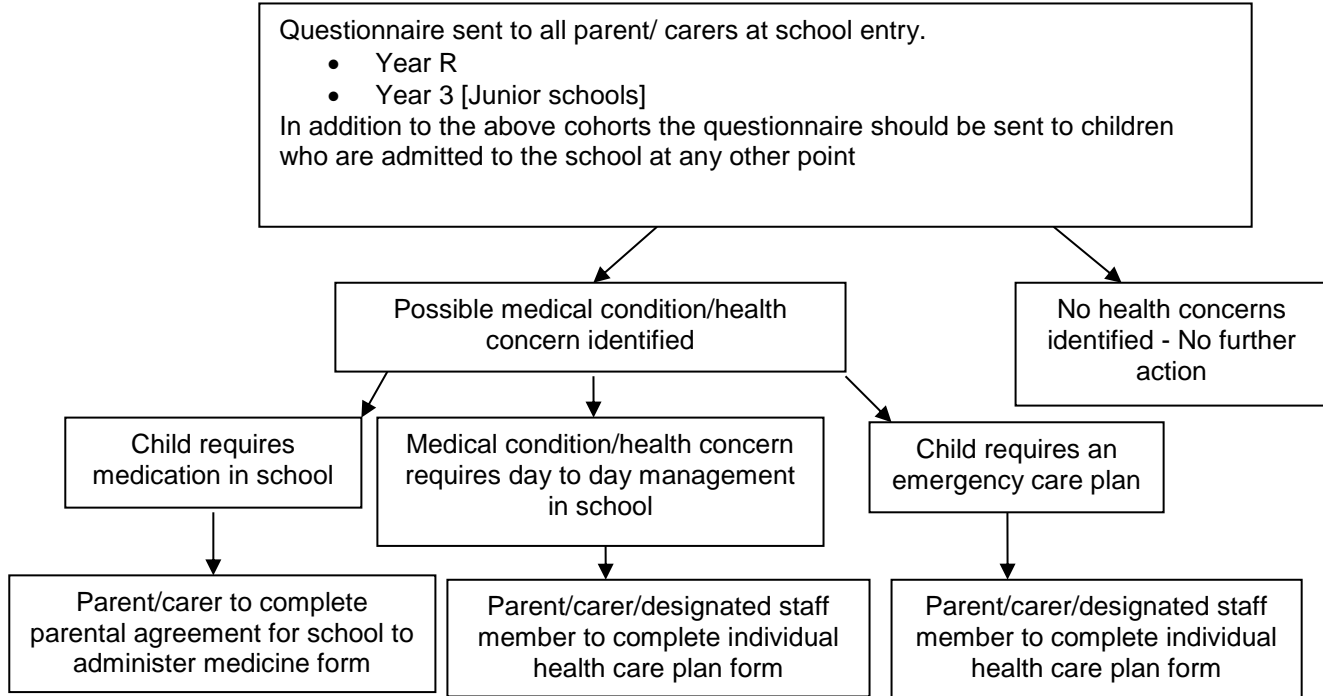 Questionnaire sent to all parent/ carers at school entry.
• Year R
• Year 3 [Junior schools]
In addition to the above cohorts the questionnaire should be sent to children
who are admitted to the school at any other point
Possible medical condition/health
concern identified
No health concerns
identified - No further
action
Child requires
medication in school
Medical condition/health concern
requires day to day management
in school
Child requires an
emergency care plan
Parent/carer to complete
parental agreement for school to
administer medicine form
Parent/carer/designated staff
member to complete individual
health care plan form
Parent/carer/designated staff
member to complete individual
health care plan form